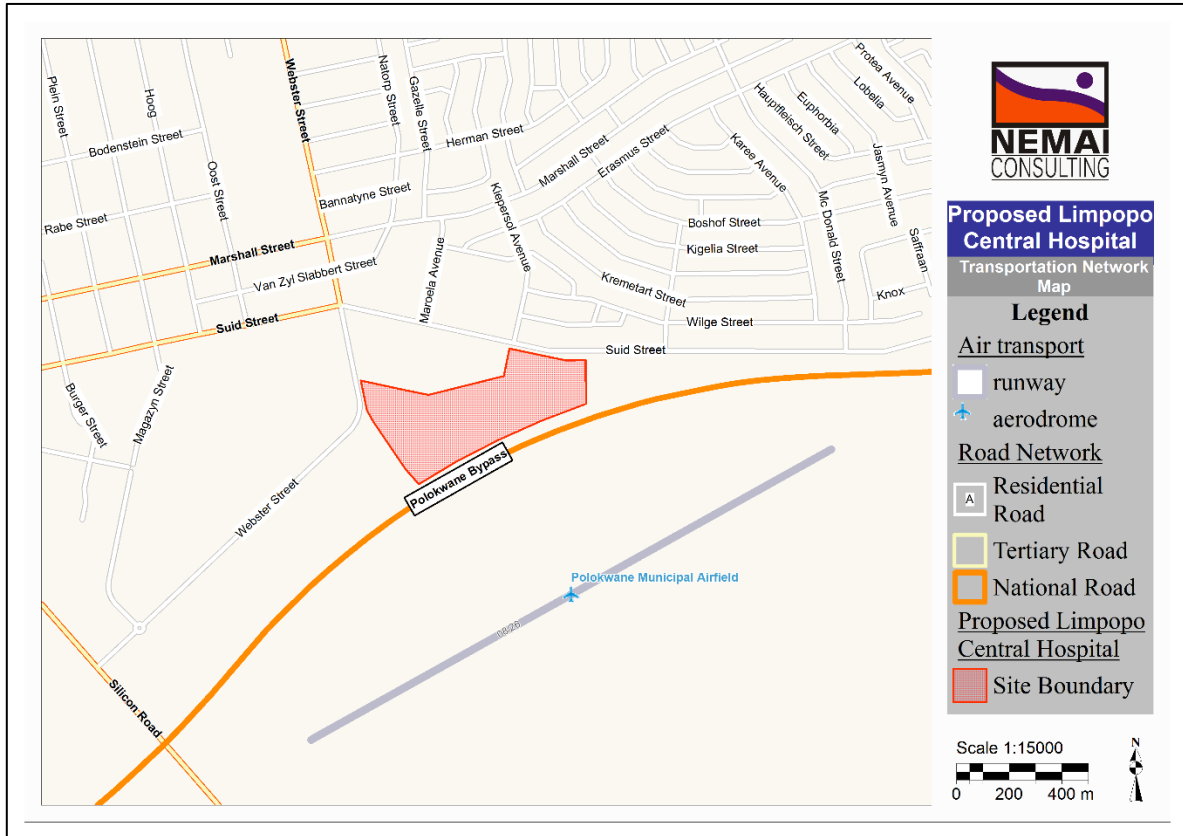 Plein Street
Hoog
Webster Street
Natorp Street
Gazelle Street
Protea Avenue
Lobelia
Euphorbia
Hauptfleisch Street
Bodenstein Street
Herman Street
Marshall Street
Erasmus Street
Karee Avenue
Jasmyn Avenue
Oost Street
Bannatyne Street
Kiepersol Avenue
Rabe Street
Boshof Street
Mc Donald Street
Saffraan
Marshall Street
Kigelia Street
Van Zyl Slabbert Street
Maroela Avenue
Kremetart Street
Knox
Suid Street
Wilge Street
Suid Street
Burger Street
Magazyn Street
Webster Street
Polokwane Bypass
Polokwane Municipal Airfield
Silicon Road
NEMAI
CONSULTING
Proposed Limpopo
Central Hospital
Transportation Network
Map
Legend
Air transport
runway
aerodrome
Road Network
A
Residential
Road
Tertiary Road
National Road
Proposed Limpopo
Central Hospital
Site Boundary
Scale 1:15000
N
0 200 400 m